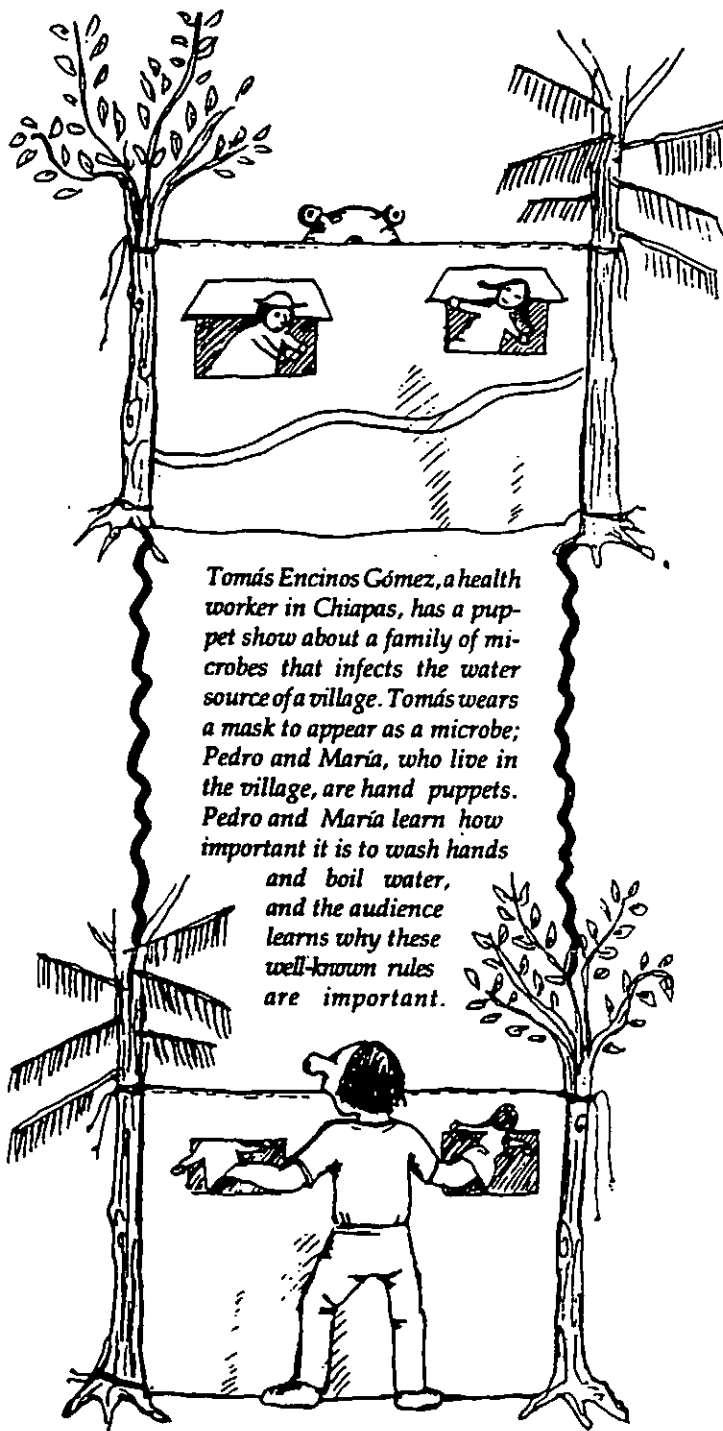 Tomás Encinos Gómez, a health
worker in Chiapas, has a pup-
pet show about a family of mi-
crobes that infects the water
source of a village. Tomás wears
a mask to appear as a microbe;
Pedro and María, who live in
the village, are hand puppets.
Pedro and María learn how
important it is to wash hands
and boil water,
and the audience
learns why these
well-known rules
are important.